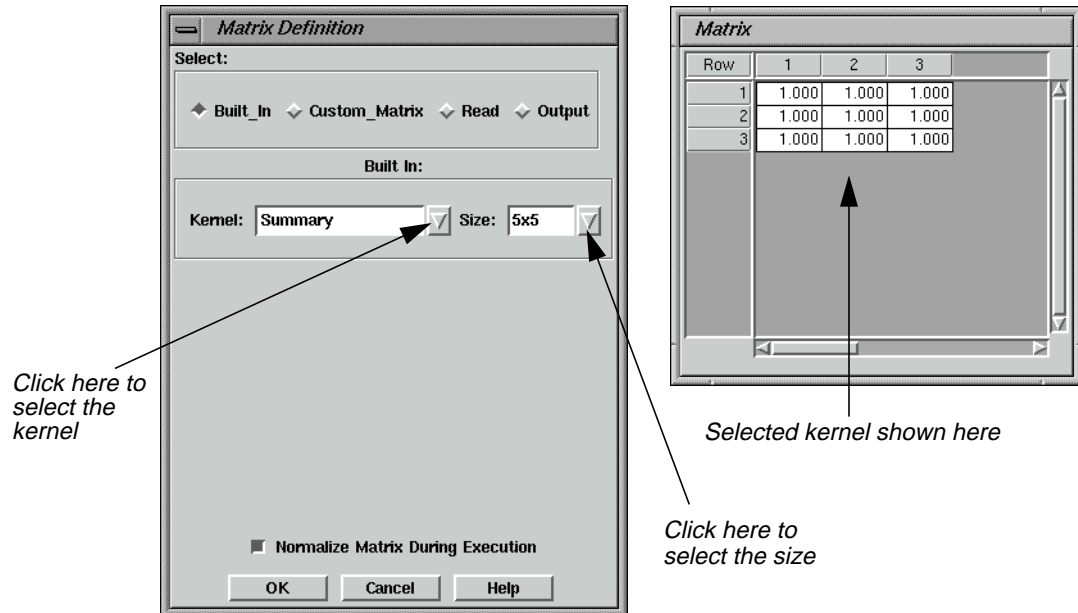 Matrix Definition
Select:
Built_In Custom_Matrix Read Output
Built In:
Kernel: Summary Size: 5x5
Normalize Matrix During Execution
OK Cancel Help
Click here to
select the
kernel
Matrix
Row 1 2 3
1 1.000 1.000 1.000
2 1.000 1.000 1.000
3 1.000 1.000 1.000
Selected kernel shown here
Click here to
select the size